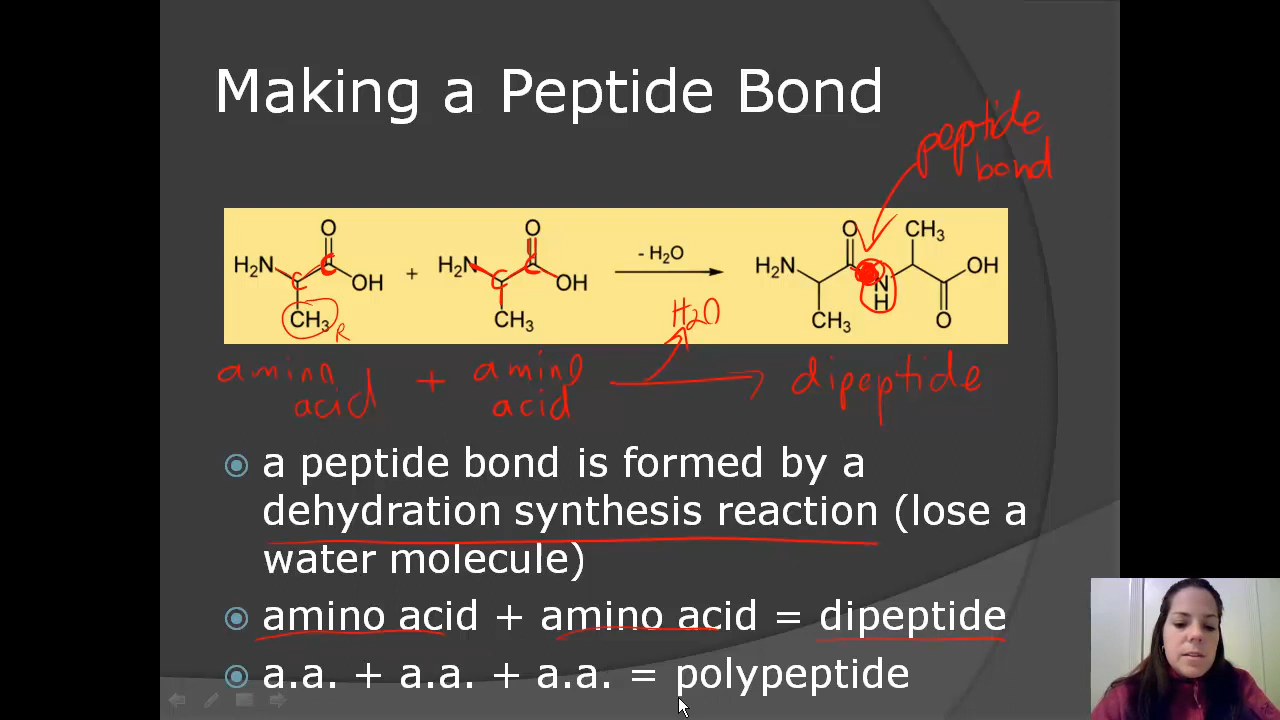 Making a Peptide Bond
peptide
bond
O O O CH₃
H₂N OH + H₂N OH - H₂O H₂N N H OH
C C C C
CH₃ R CH₃ H₂O CH₃ O
amino acid + amino acid dipeptide
a peptide bond is formed by a
dehydration synthesis reaction (lose a
water molecule)
amino acid + amino acid = dipeptide
a.a. + a.a. + a.a. = polypeptide